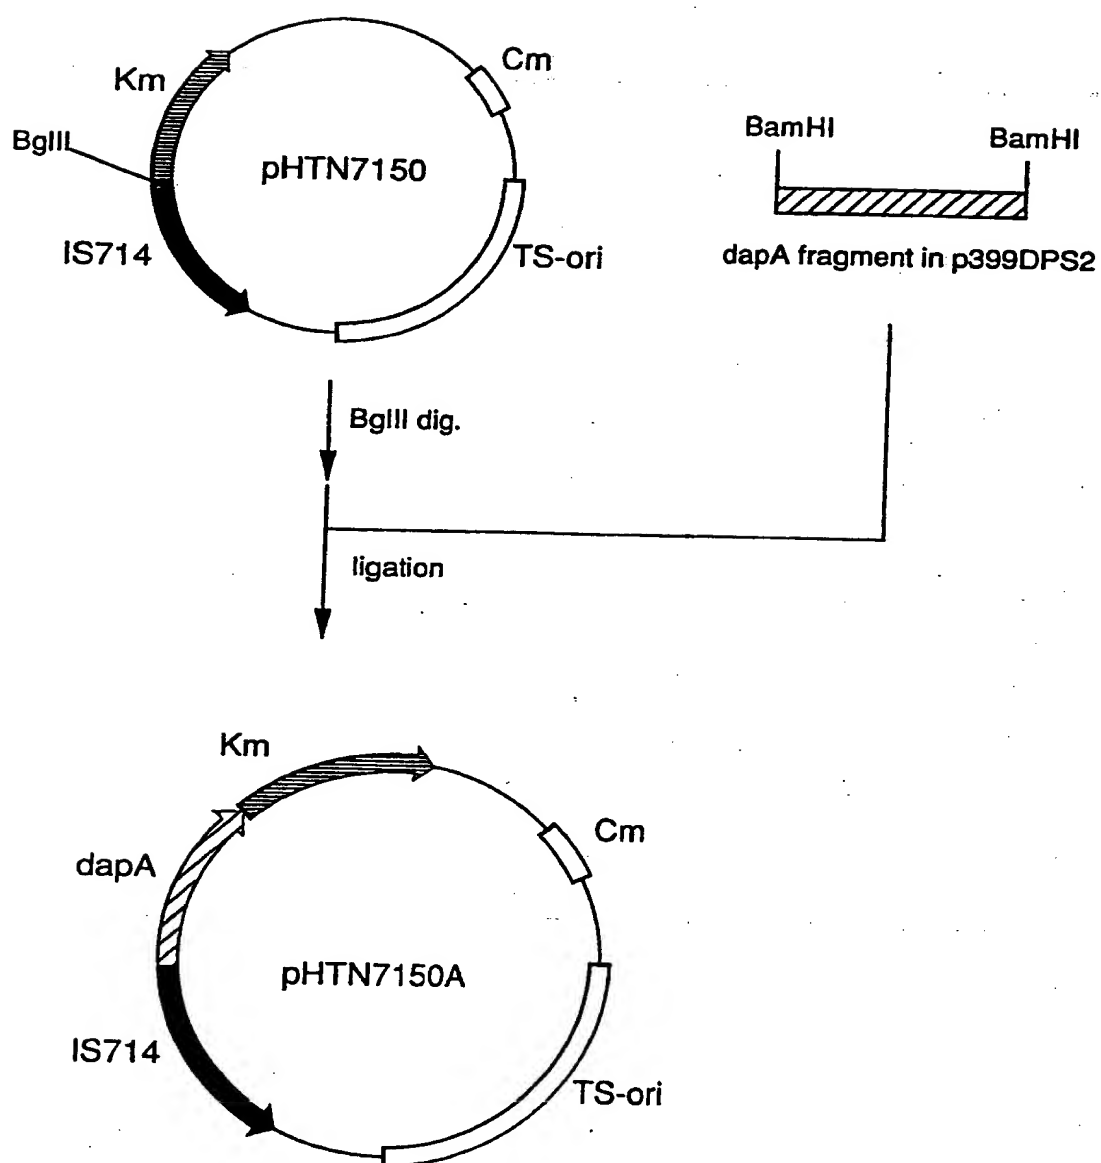 Km
Cm
BglII
pHTN7150
IS714
TS-ori
BamHI
BamHI
dapA fragment in p399DPS2
BglII dig.
ligation
Km
dapA
Cm
pHTN7150A
IS714
TS-ori